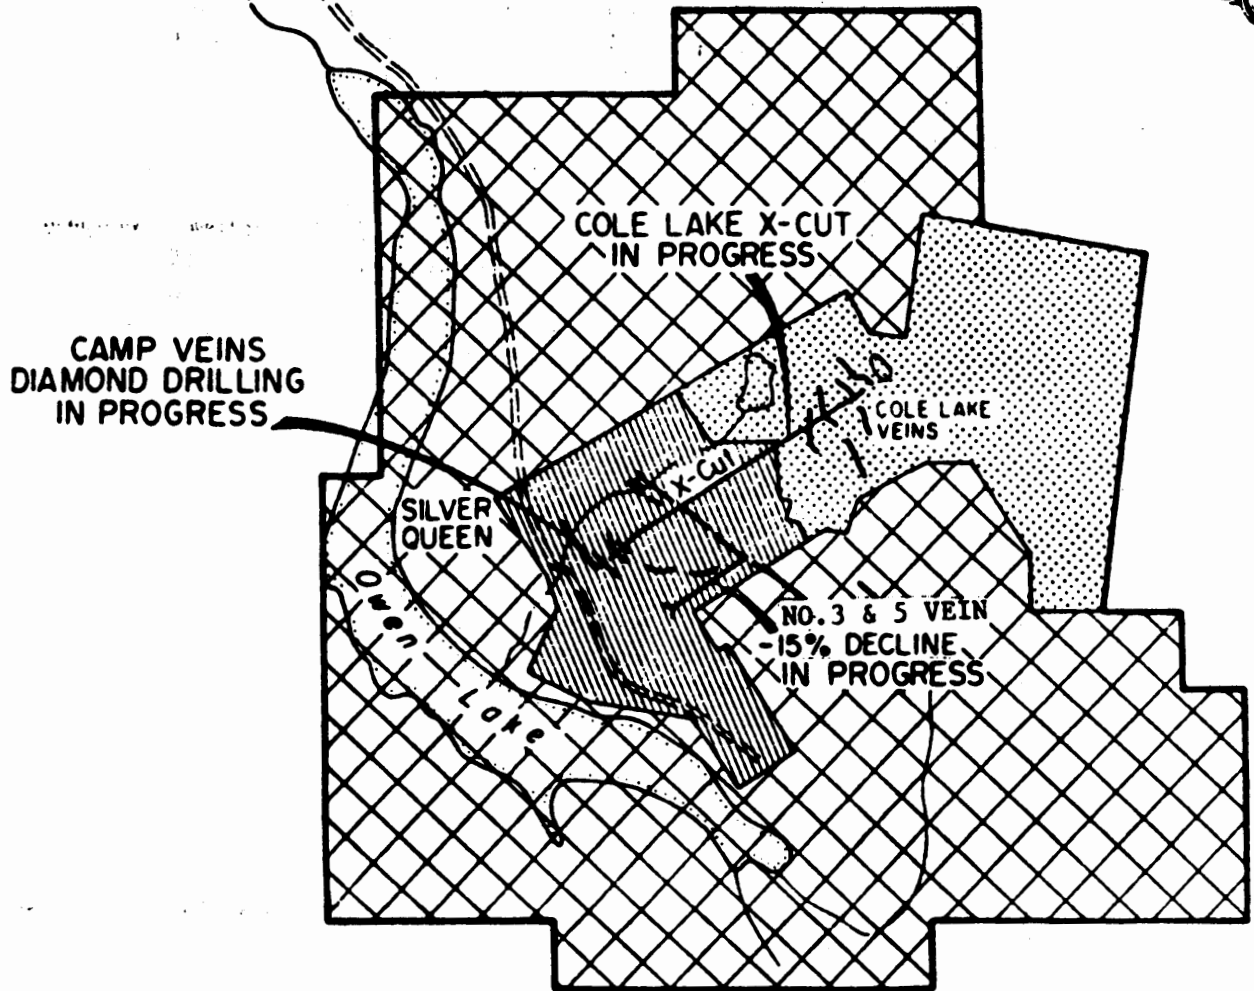 COLE LAKE X-CUT
IN PROGRESS
CAMP VEINS
DIAMOND DRILLING
IN PROGRESS
COLE LAKE
VEINS
X-CUT
SILVER
QUEEN
Owen
Lake
NO.3 & 5 VEIN
-15% DECLINE
IN PROGRESS